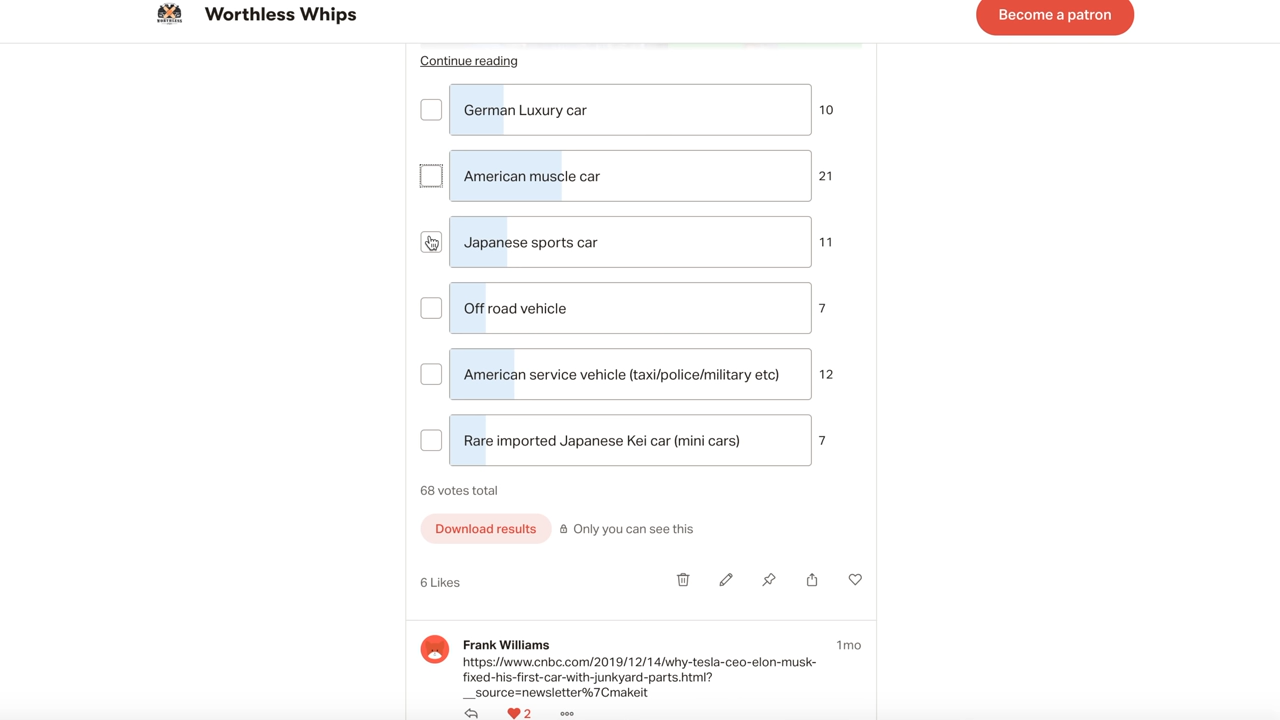 Worthless Whips
Become a patron
Continue reading
German Luxury car 10
American muscle car 21
Japanese sports car 11
Off road vehicle 7
American service vehicle (taxi/police/military etc) 12
Rare imported Japanese Kei car (mini cars) 7
68 votes total
Download results Only you can see this
6 Likes
Frank Williams 1mo
https://www.cnbc.com/2019/12/14/why-tesla-ceo-elon-musk-
fixed-his-first-car-with-junkyard-parts.html?
__source=newsletter%7Cmakeit
2